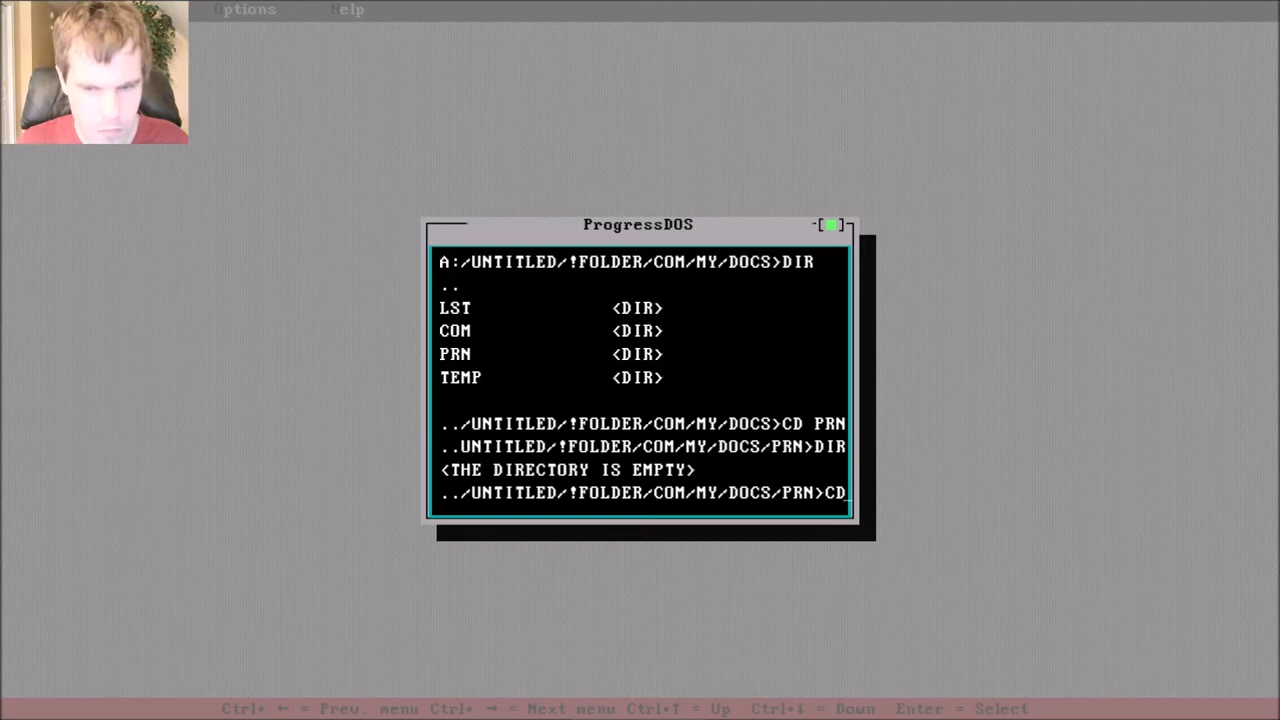 Options Help
ProgressDOS
A:/UNTITLED/!FOLDER/COM/MY/DOCS>DIR
..
LST <DIR>
COM <DIR>
PRN <DIR>
TEMP <DIR>
../UNTITLED/!FOLDER/COM/MY/DOCS>CD PRN
..UNTITLED/!FOLDER/COM/MY/DOCS/PRN>DIR
<THE DIRECTORY IS EMPTY>
../UNTITLED/!FOLDER/COM/MY/DOCS/PRN>CD_
Ctrl+ ← = Prev. menu Ctrl+ → = Next menu Ctrl+↑ = Up Ctrl+↓ = Down Enter = Select